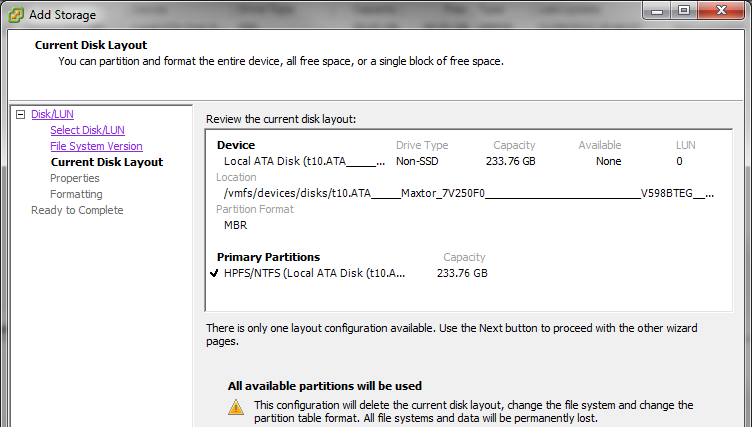 Add Storage
Current Disk Layout
You can partition and format the entire device, all free space, or a single block of free space.
Disk/LUN
Select Disk/LUN
File System Version
Current Disk Layout
Properties
Formatting
Ready to Complete
Review the current disk layout:
Device Drive Type Capacity Available LUN
Local ATA Disk (t10.ATA_____... Non-SSD 233.76 GB None 0
Location
/vmfs/devices/disks/t10.ATA_____Maxtor_7V250F0__________________________V598BTEG__...
Partition Format
MBR
Primary Partitions Capacity
HPFS/NTFS (Local ATA Disk (t10.A... 233.76 GB
There is only one layout configuration available. Use the Next button to proceed with the other wizard
pages.
All available partitions will be used
This configuration will delete the current disk layout, change the file system and change the
partition table format. All file systems and data will be permanently lost.